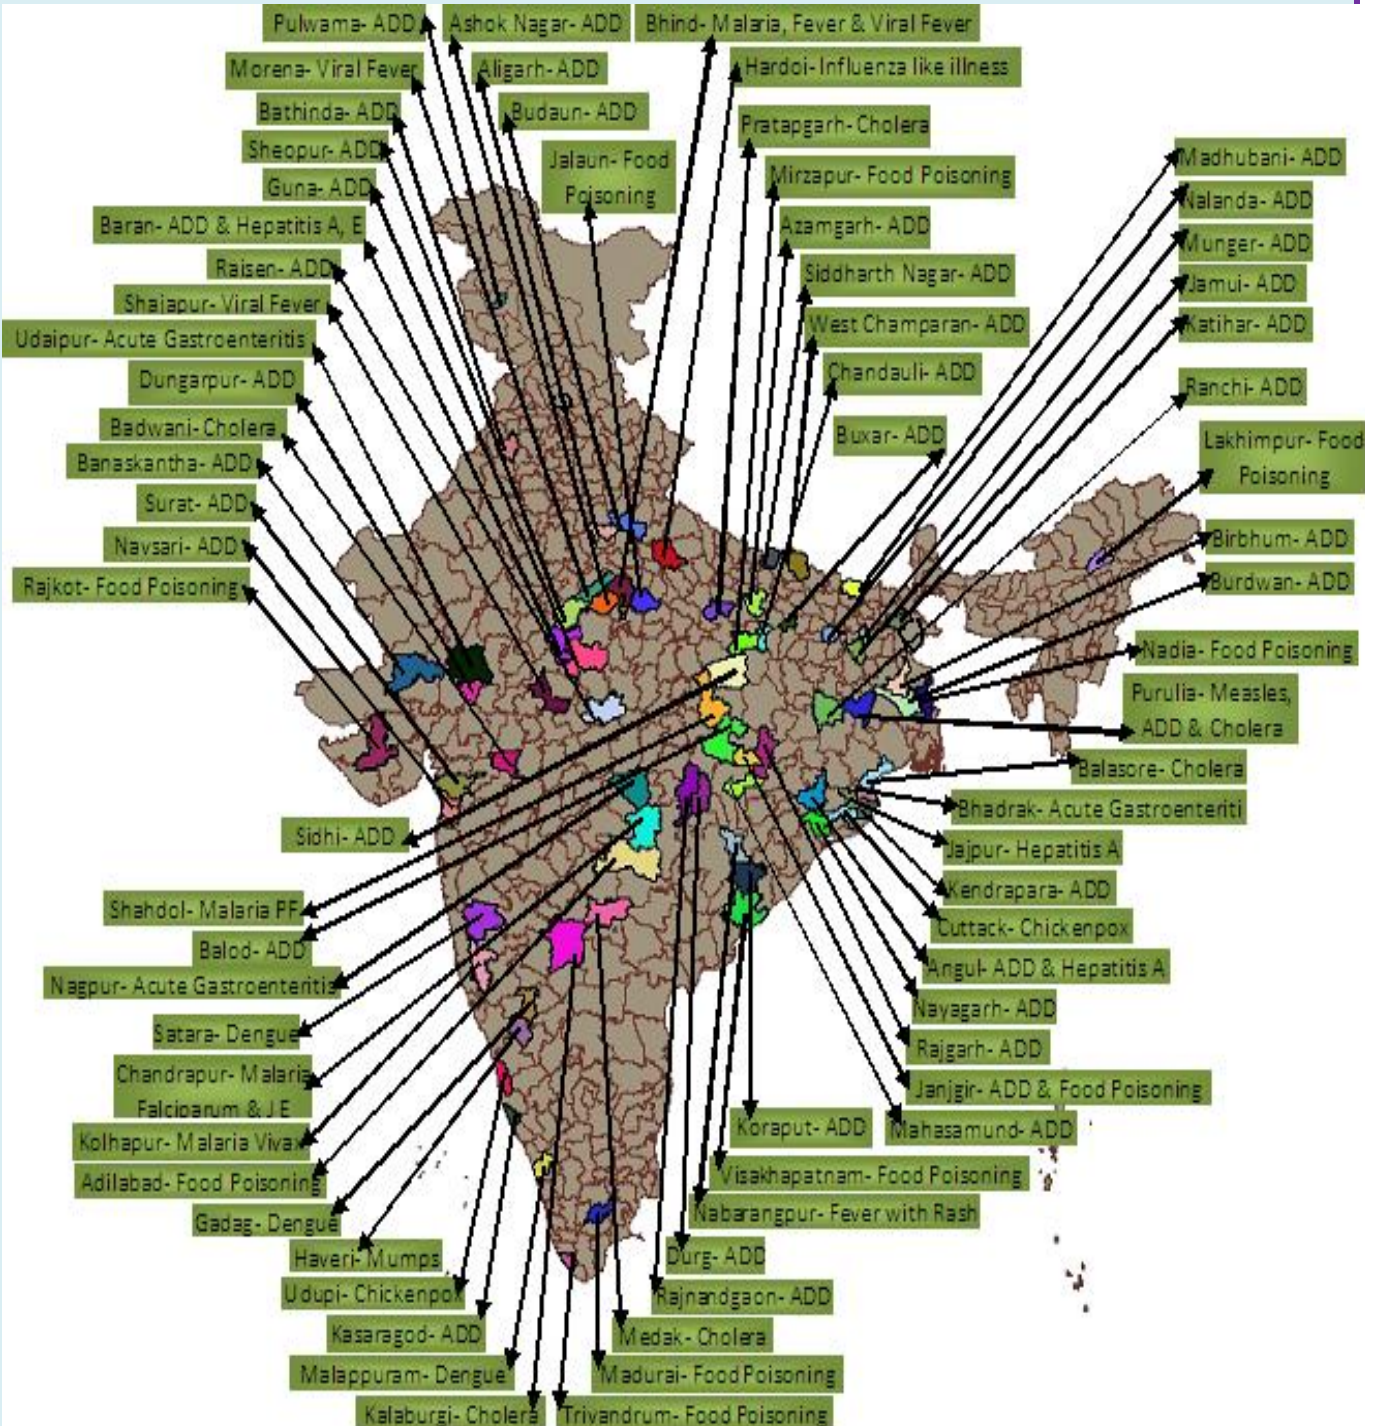 Pulwama- ADD
Ashok Nagar- ADD
Bhind- Malaria, Fever & Viral Fever
Morena- Viral Fever
Aligarh- ADD
Hardoi- Influenza like illness
Bathinda- ADD
Budaun- ADD
Pratapgarh- Cholera
Sheopur- ADD
Jalaun- Food
Poisoning
Madhubani- ADD
Guna- ADD
Mirzapur- Food Poisoning
Nalanda- ADD
Baran- ADD & Hepatitis A, E
Azamgarh- ADD
Munger- ADD
Raisen- ADD
Siddharth Nagar- ADD
Jamui- ADD
Shajapur- Viral Fever
West Champaran- ADD
Katihar- ADD
Udaipur- Acute Gastroenteritis
Dungarpur- ADD
Chandauli- ADD
Ranchi- ADD
Badwani- Cholera
Buxar- ADD
Lakhimpur- Food
Poisoning
Banaskantha- ADD
Surat- ADD
Navsari- ADD
Birbhum- ADD
Rajkot- Food Poisoning
Burdwan- ADD
Nadia- Food Poisoning
Purulia- Measles,
ADD & Cholera
Balasore- Cholera
Bhadrak- Acute Gastroenteriti
Sidhi- ADD
Jajpur- Hepatitis A
Kendrapara- ADD
Shahdol- Malaria PF
Cuttack- Chickenpox
Balod- ADD
Angul- ADD & Hepatitis A
Nagpur- Acute Gastroenteritis
Nayagarh- ADD
Satara- Dengue
Rajgarh- ADD
Chandrapur- Malaria
Falciparum & J E
Janjgir- ADD & Food Poisoning
Koraput- ADD
Mahasamund- ADD
Kolhapur- Malaria Vivax
Adilabad- Food Poisoning
Visakhapatnam- Food Poisoning
Gadag- Dengue
Nabarangpur- Fever with Rash
Haveri- Mumps
Durg- ADD
Udupi- Chickenpox
Rajnandgaon- ADD
Kasaragod- ADD
Medak- Cholera
Malappuram- Dengue
Madurai- Food Poisoning
Kalaburgi- Cholera
Trivandrum- Food Poisoning